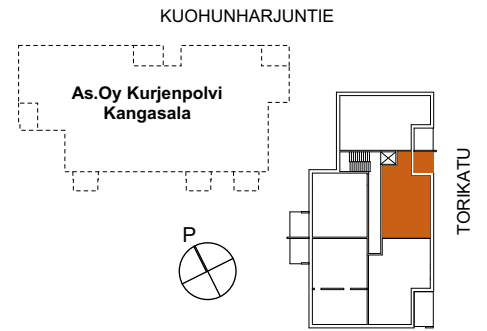 KUOHUNHARJUNTIE
As.Oy Kurjenpolvi
Kangasala
TORIKATU
P